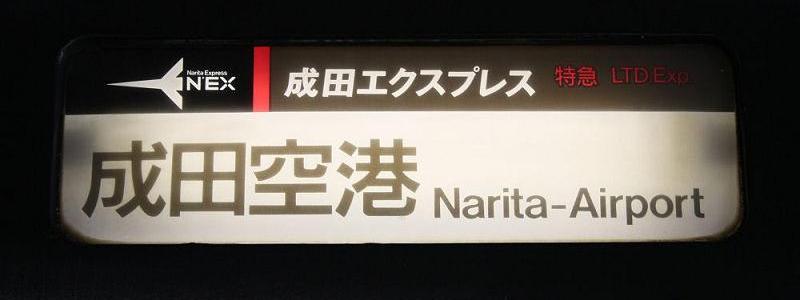 Narita Express
N'EX
成田エクスプレス 特急 LTD.Exp.
成田空港 Narita-Airport